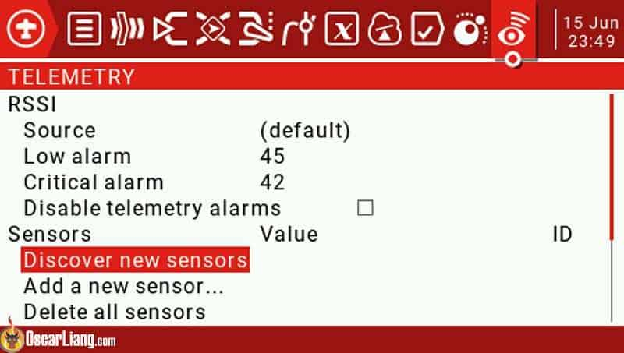 15 Jun
23:49
TELEMETRY
RSSI
Source (default)
Low alarm 45
Critical alarm 42
Disable telemetry alarms
Sensors Value ID
Discover new sensors
Add a new sensor...
Delete all sensors
OscarLiang.com